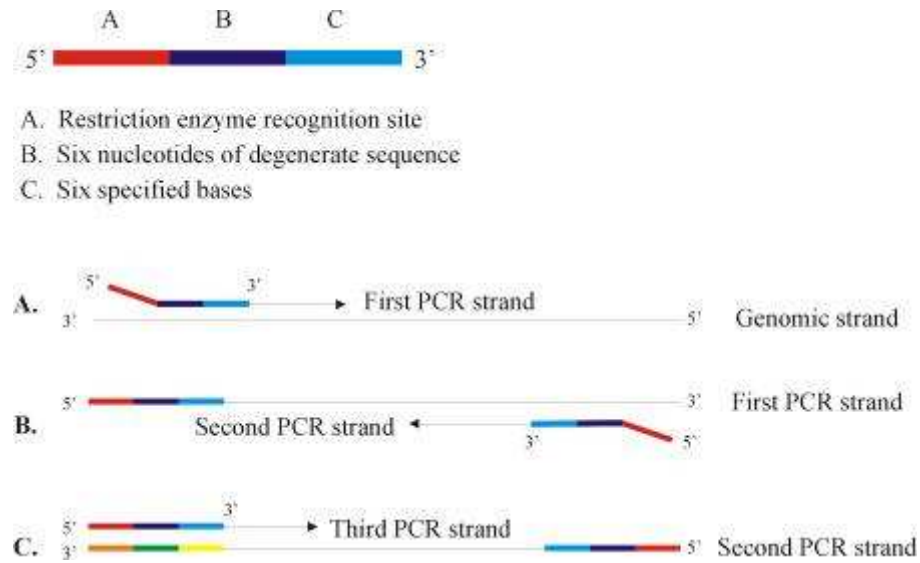 A B C
5' 3'
A. Restriction enzyme recognition site
B. Six nucleotides of degenerate sequence
C. Six specified bases
5' 3'
A. First PCR strand
3' 5' Genomic strand
5' 3' First PCR strand
B. Second PCR strand
3' 5'
3'
5' Third PCR strand
C. 3' 5' Second PCR strand